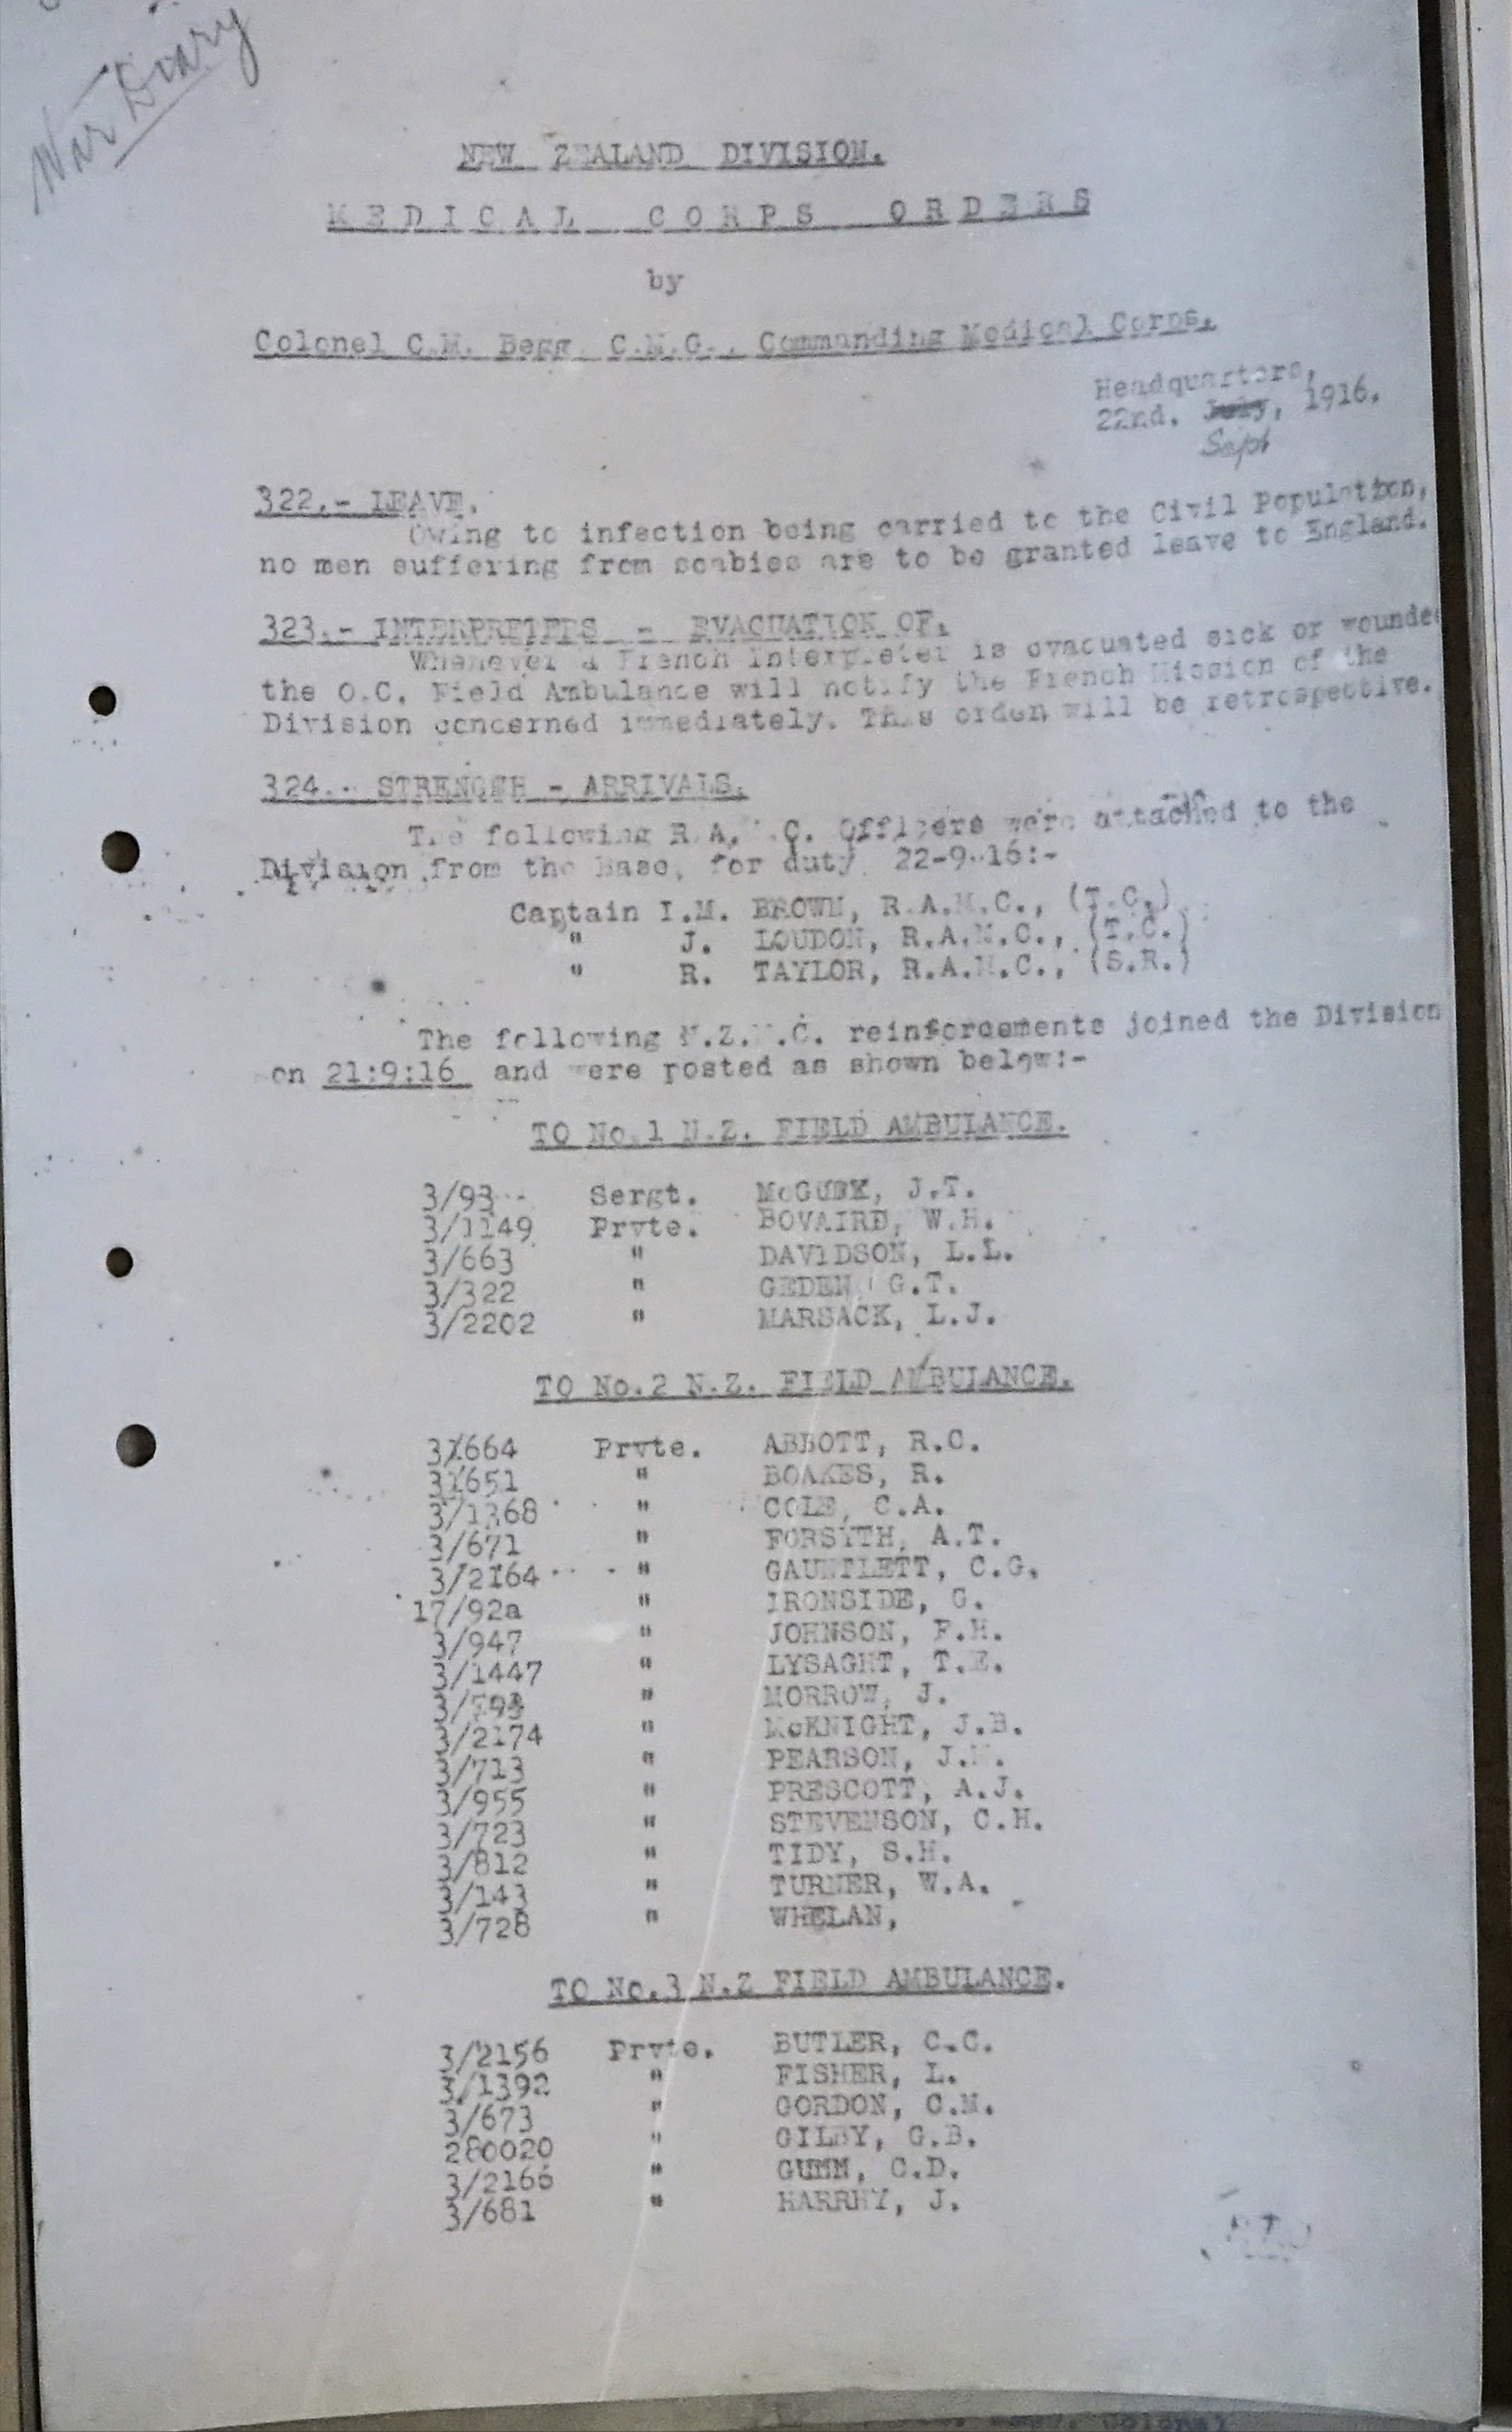 War Diary
NEW ZEALAND DIVISION.
MEDICAL CORPS ORDERS
by
Colonel C.M. Begg, C.M.G., Commanding Medical Corps.
Headquarters,
22nd. July, 1916.
Sept
322.- LEAVE.
Owing to infection being carried to the Civil Population,
no men suffering from scabies are to be granted leave to England.
323.- INTERPRETERS - EVACUATION OF.
Whenever a French Interpreter is evacuated sick or wounded
the O.C. Field Ambulance will notify the French Mission of the
Division concerned immediately. This order will be retrospective.
324.- STRENGTH - ARRIVALS.
The following R.A.M.C. Officers were attached to the
Division from the Base, for duty, 22-9-16:-
Captain I.M. BROWN, R.A.M.C., (T.C.)
" J. LOUDON, R.A.M.C., (T.C.)
" R. TAYLOR, R.A.M.C., (S.R.)
The following N.Z.M.C. reinforcements joined the Division
on 21:9:16 and were posted as shown below:-
TO No.1 N.Z. FIELD AMBULANCE.
3/93 Sergt. J.T.
3/1149 Prvte. BOVAIRD, W.H.
3/663 " DAVIDSON, L.L.
3/322 " GEDEN, G.T.
3/2202 " MARSACK, L.J.
TO No.2 N.Z. FIELD AMBULANCE.
3/664 Prvte. ABBOTT, R.C.
3/651 " BOAKES, R.
3/1368 " COLE, C.A.
3/671 " FORSYTH, A.T.
3/2164 " GAUNTLETT, C.G.
17/92a " IRONSIDE, G.
3/947 " JOHNSON, F.H.
3/1447 " LYSAGHT, T.E.
" MORROW, J.
3/2174 " McKNIGHT, J.B.
3/713 " PEARSON,
3/955 " PRESCOTT, A.J.
3/723 " STEVENSON, C.H.
3/812 " TIDY, S.H.
3/143 " TURNER, W.A.
3/728 " WHELAN,
TO No.3 N.Z FIELD AMBULANCE.
3/2156 Prvte. BUTLER, C.C.
3/1392 " FISHER, L.
3/673 " GORDON, C.M.
280020 " GILBY, G.B.
3/2166 " C.D.
3/681 " HARRHY, J.